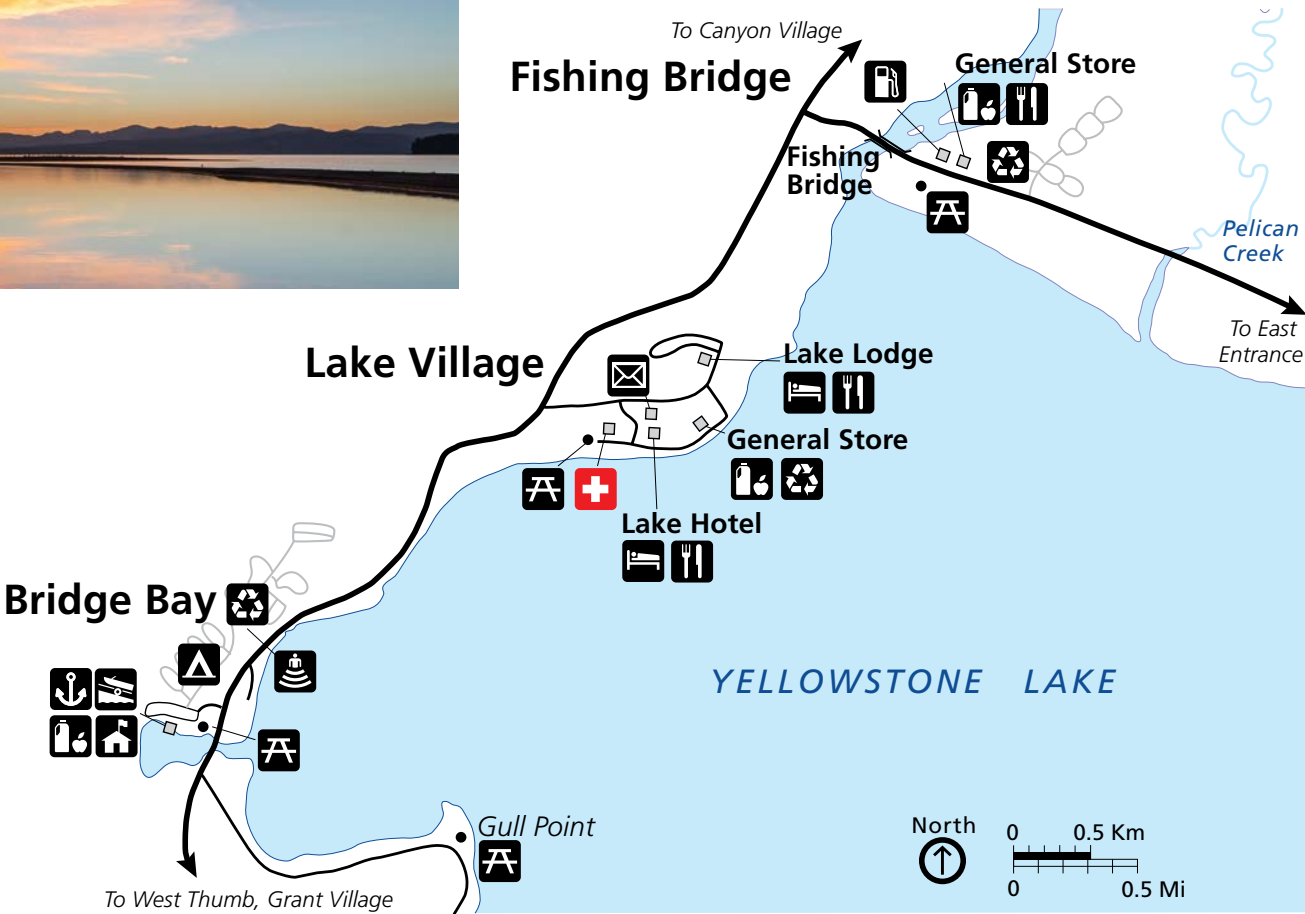 To Canyon Village
Fishing Bridge
General Store
Fishing
Bridge
Pelican
Creek
To East
Entrance
Lake Village
Lake Lodge
General Store
Lake Hotel
Bridge Bay
YELLOWSTONE LAKE
Gull Point
North
0 0.5 Km
0 0.5 Mi
To West Thumb, Grant Village